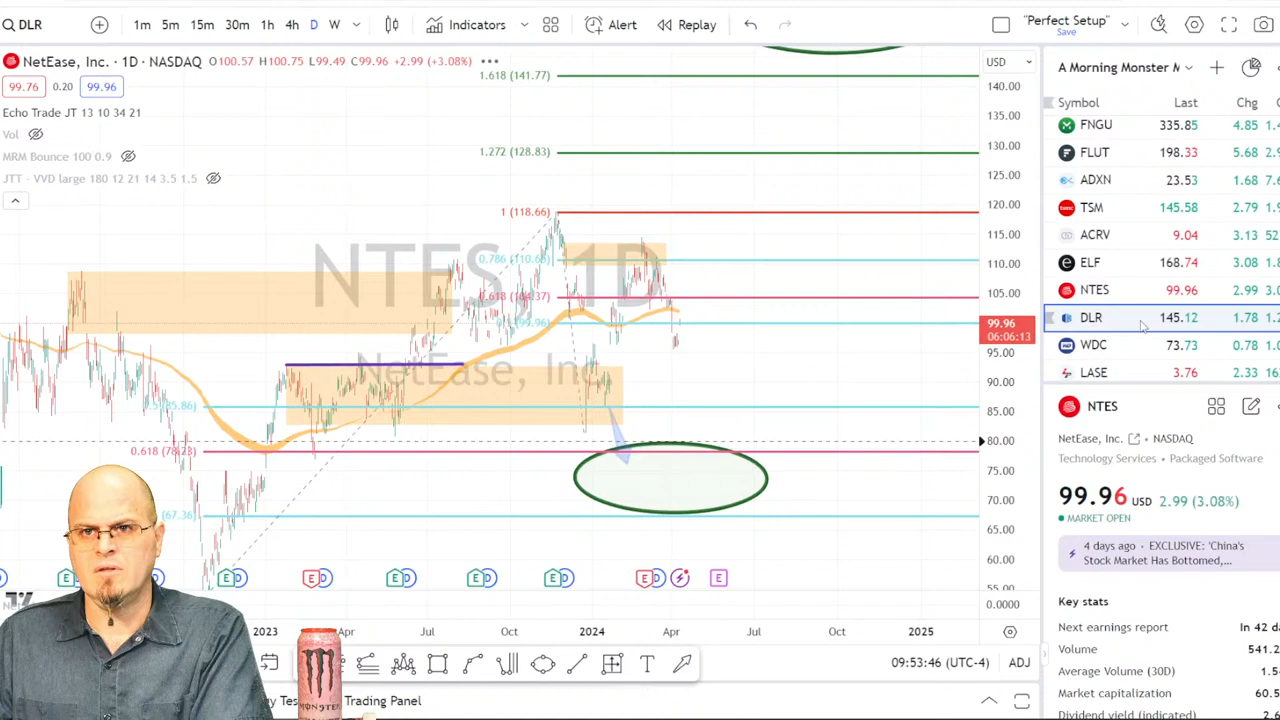 DLR
1m 5m 15m 30m 1h 4h D W
Indicators
Alert
Replay
"Perfect Setup"
Save
NetEase, Inc. · 1D · NASDAQ O100.57 H100.75 L99.49 C99.96 +2.99 (+3.08%)
99.76 0.20 99.96
Echo Trade JT 13 10 34 21
Vol
MRM Bounce 100 0.9
JTT - VVD large 180 12 21 14 3.5 1.5
NTES, 1D
NetEase, Inc.
1.618 (141.77)
1.272 (128.83)
1 (118.66)
0.618 (78.23)
(67.36)
USD
140.00
135.00
130.00
125.00
120.00
115.00
110.00
105.00
99.96
06:06:13
95.00
90.00
85.00
80.00
75.00
70.00
65.00
60.00
55.00
0.0000
2023 Apr Jul Oct 2024 Apr Jul Oct 2025
09:53:46 (UTC-4) ADJ
Trading Panel
MONSTER
A Morning Monster M
Symbol Last Chg
FNGU 335.85 4.85
FLUT 198.33 5.68
ADXN 23.53 1.68
TSM 145.58 2.79
ACRV 9.04 3.13
ELF 168.74 3.08
NTES 99.96 2.99
DLR 145.12 1.78
WDC 73.73 0.78
LASE 3.76 2.33
NTES
NetEase, Inc. • NASDAQ
Technology Services • Packaged Software
99.96 USD 2.99 (3.08%)
MARKET OPEN
4 days ago • EXCLUSIVE: 'China's
Stock Market Has Bottomed,...
Key stats
Next earnings report In 42 d
Volume 541.2
Average Volume (30D) 1.5
Market capitalization 60.5
Dividend yield (indicated) 2.6